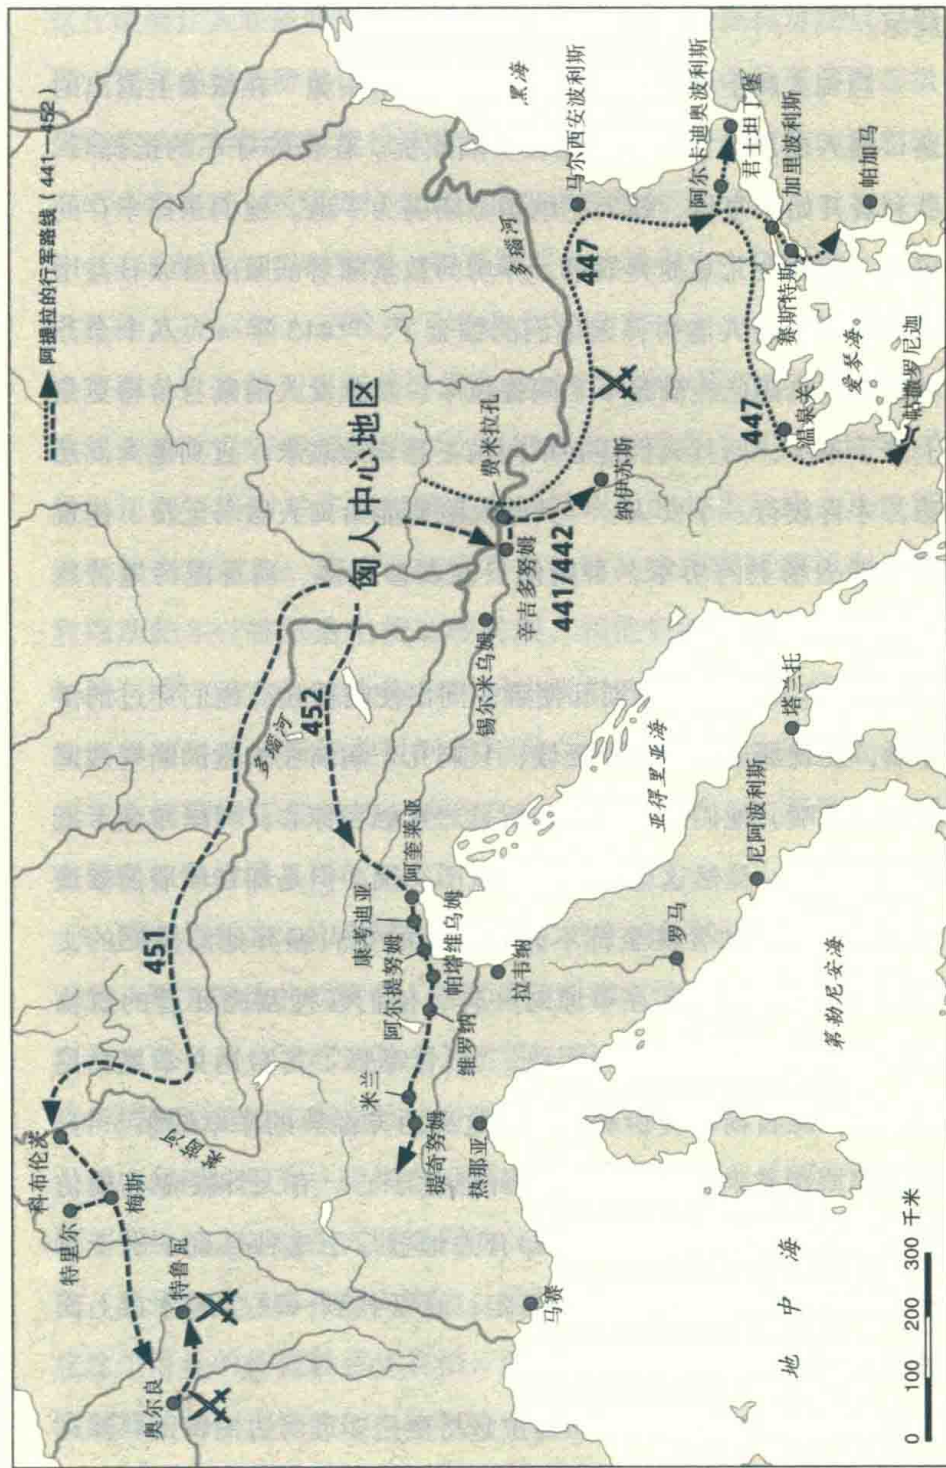 阿提拉的行军路线（441—452）
科布伦茨
特里尔
梅斯
特鲁瓦
奥尔良
莱茵河
451
多瑙河
452
匈人中心地区
阿奎莱亚
康考迪亚
阿尔提努姆
帕塔维乌姆
维罗纳
米兰
提奇努姆
热那亚
马赛
拉韦纳
罗马
尼阿波利斯
塔兰托
亚得里亚海
第勒尼安海
地中海
锡尔米乌姆
辛吉多努姆
费米拉孔
441/442
纳伊苏斯
多瑙河
黑海
马尔西安波利斯
447
阿尔卡迪奥波利斯
君士坦丁堡
加里波利斯
赛斯特斯
帕加马
447
温泉关
爱琴海
帖撒罗尼迦
0 100 200 300 千米